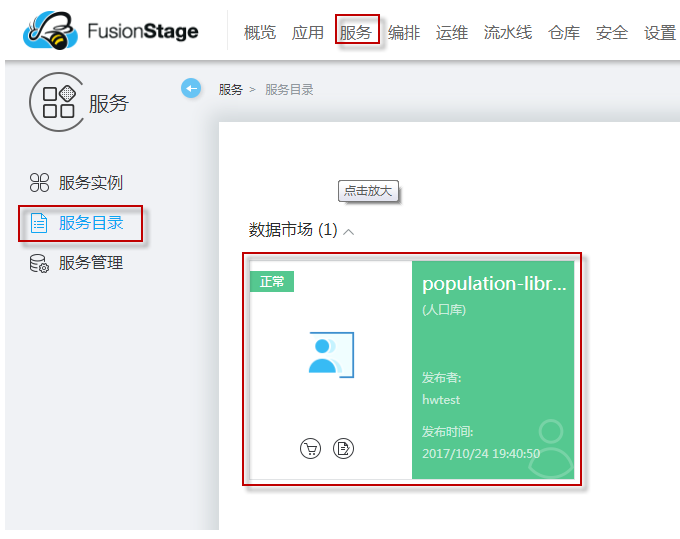 FusionStage 概览 应用 服务 编排 运维 流水线 仓库 安全 设置
服务
服务 > 服务目录
服务实例
服务目录
服务管理
点击放大
数据市场 (1)
正常
population-libr...
(人口库)
发布者:
hwtest
发布时间:
2017/10/24 19:40:50